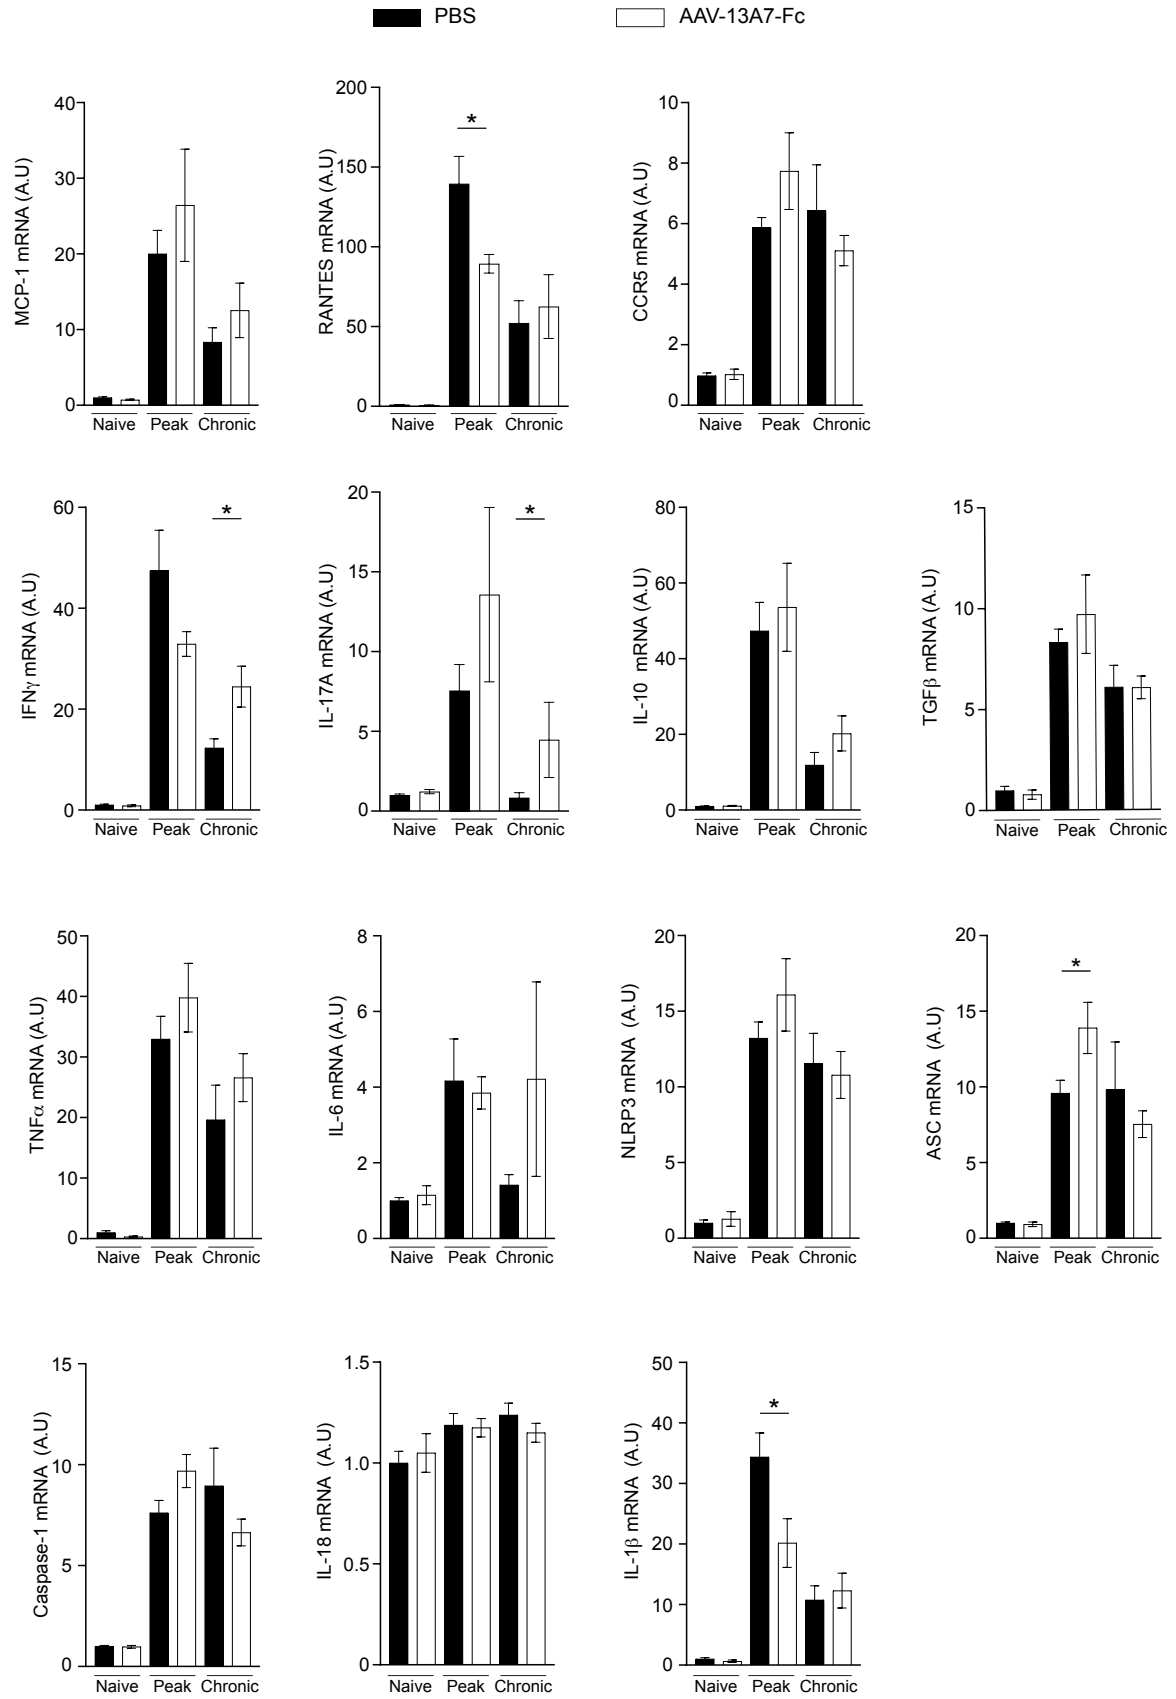 PBS
AAV-13A7-Fc
MCP-1 mRNA (A.U)
40
30
20
10
0
Naive Peak Chronic
RANTES mRNA (A.U)
200
150
100
50
0
*
Naive Peak Chronic
CCR5 mRNA (A.U)
10
8
6
4
2
0
Naive Peak Chronic
IFNγ mRNA (A.U)
60
40
20
0
*
Naive Peak Chronic
IL-17A mRNA (A.U)
20
15
10
5
0
*
Naive Peak Chronic
IL-10 mRNA (A.U)
80
60
40
20
0
Naive Peak Chronic
TGFβ mRNA (A.U)
15
10
5
0
Naive Peak Chronic
TNFα mRNA (A.U)
50
40
30
20
10
0
Naive Peak Chronic
IL-6 mRNA (A.U)
8
6
4
2
0
Naive Peak Chronic
NLRP3 mRNA (A.U)
20
15
10
5
0
Naive Peak Chronic
ASC mRNA (A.U)
20
15
10
5
0
*
Naive Peak Chronic
Caspase-1 mRNA (A.U)
15
10
5
0
Naive Peak Chronic
IL-18 mRNA (A.U)
1.5
1.0
0.5
0
Naive Peak Chronic
IL-1β mRNA (A.U)
50
40
30
20
10
0
*
Naive Peak Chronic